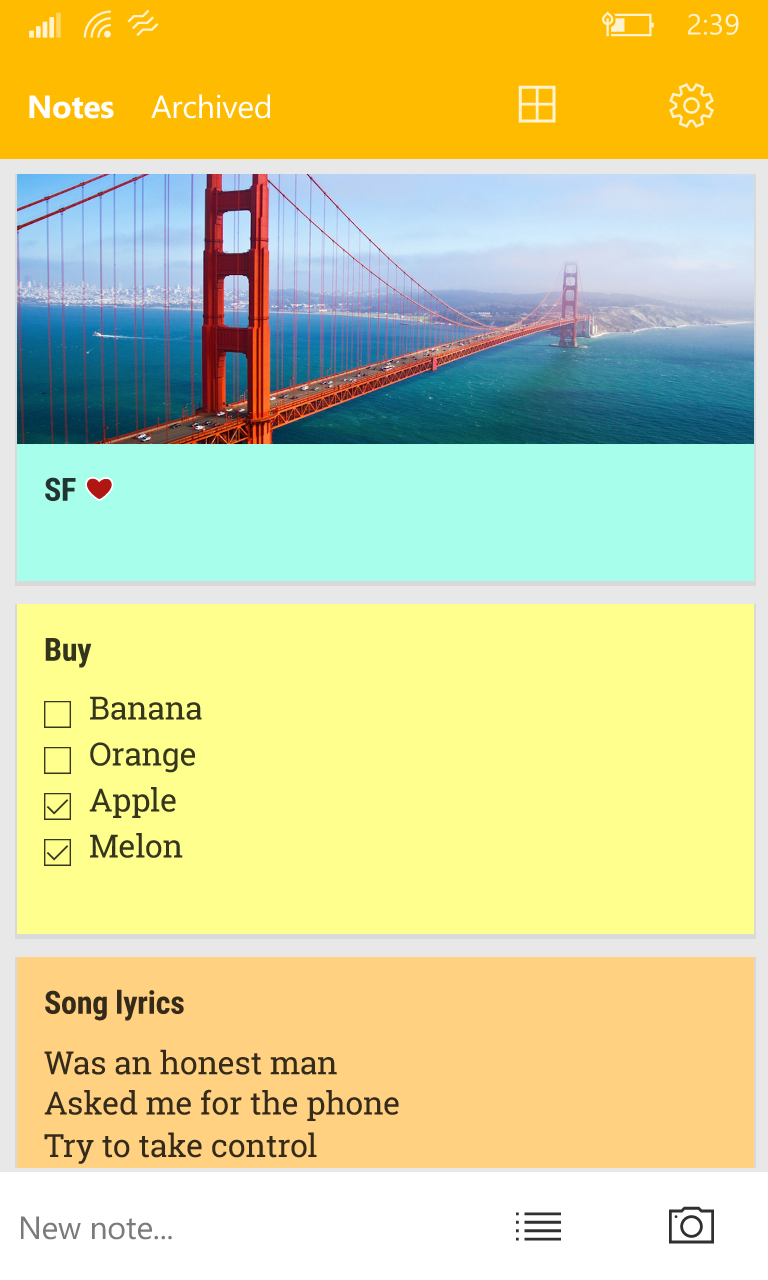 2:39
Notes Archived
SF ❤
Buy
Banana
Orange
Apple
Melon
Song lyrics
Was an honest man
Asked me for the phone
Try to take control
New note...